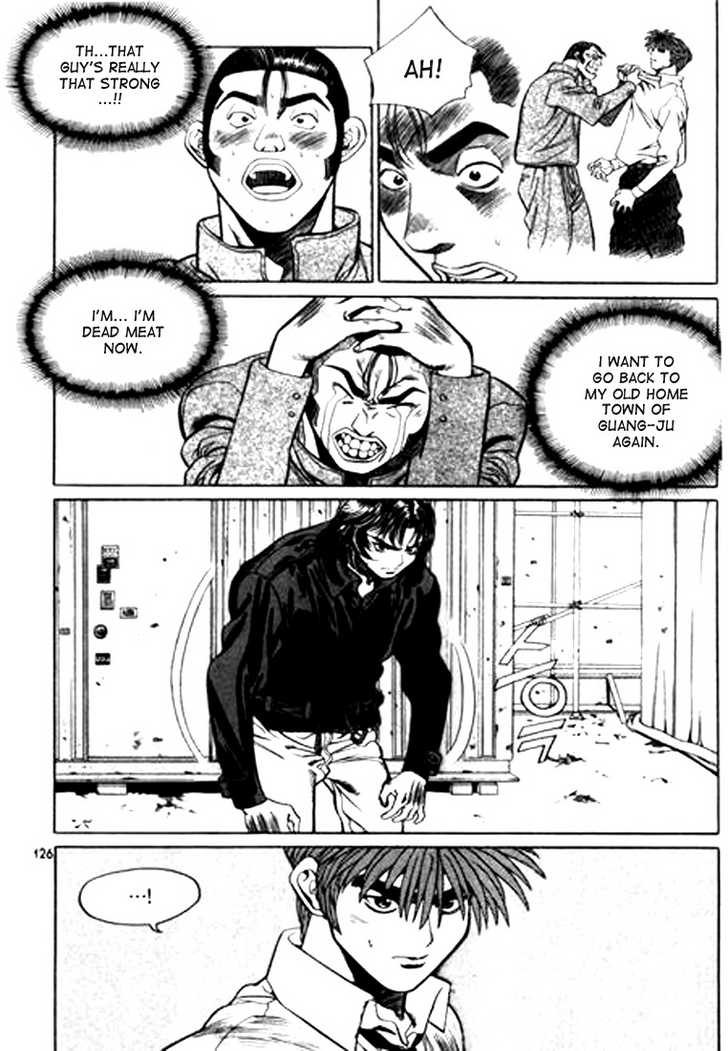 TH...THAT
GUY'S REALLY
THAT STRONG
...!!
AH!
I'M... I'M
DEAD MEAT
NOW.
I WANT TO
GO BACK TO
MY OLD HOME
TOWN OF
GUANG-JU
AGAIN.
126
...!